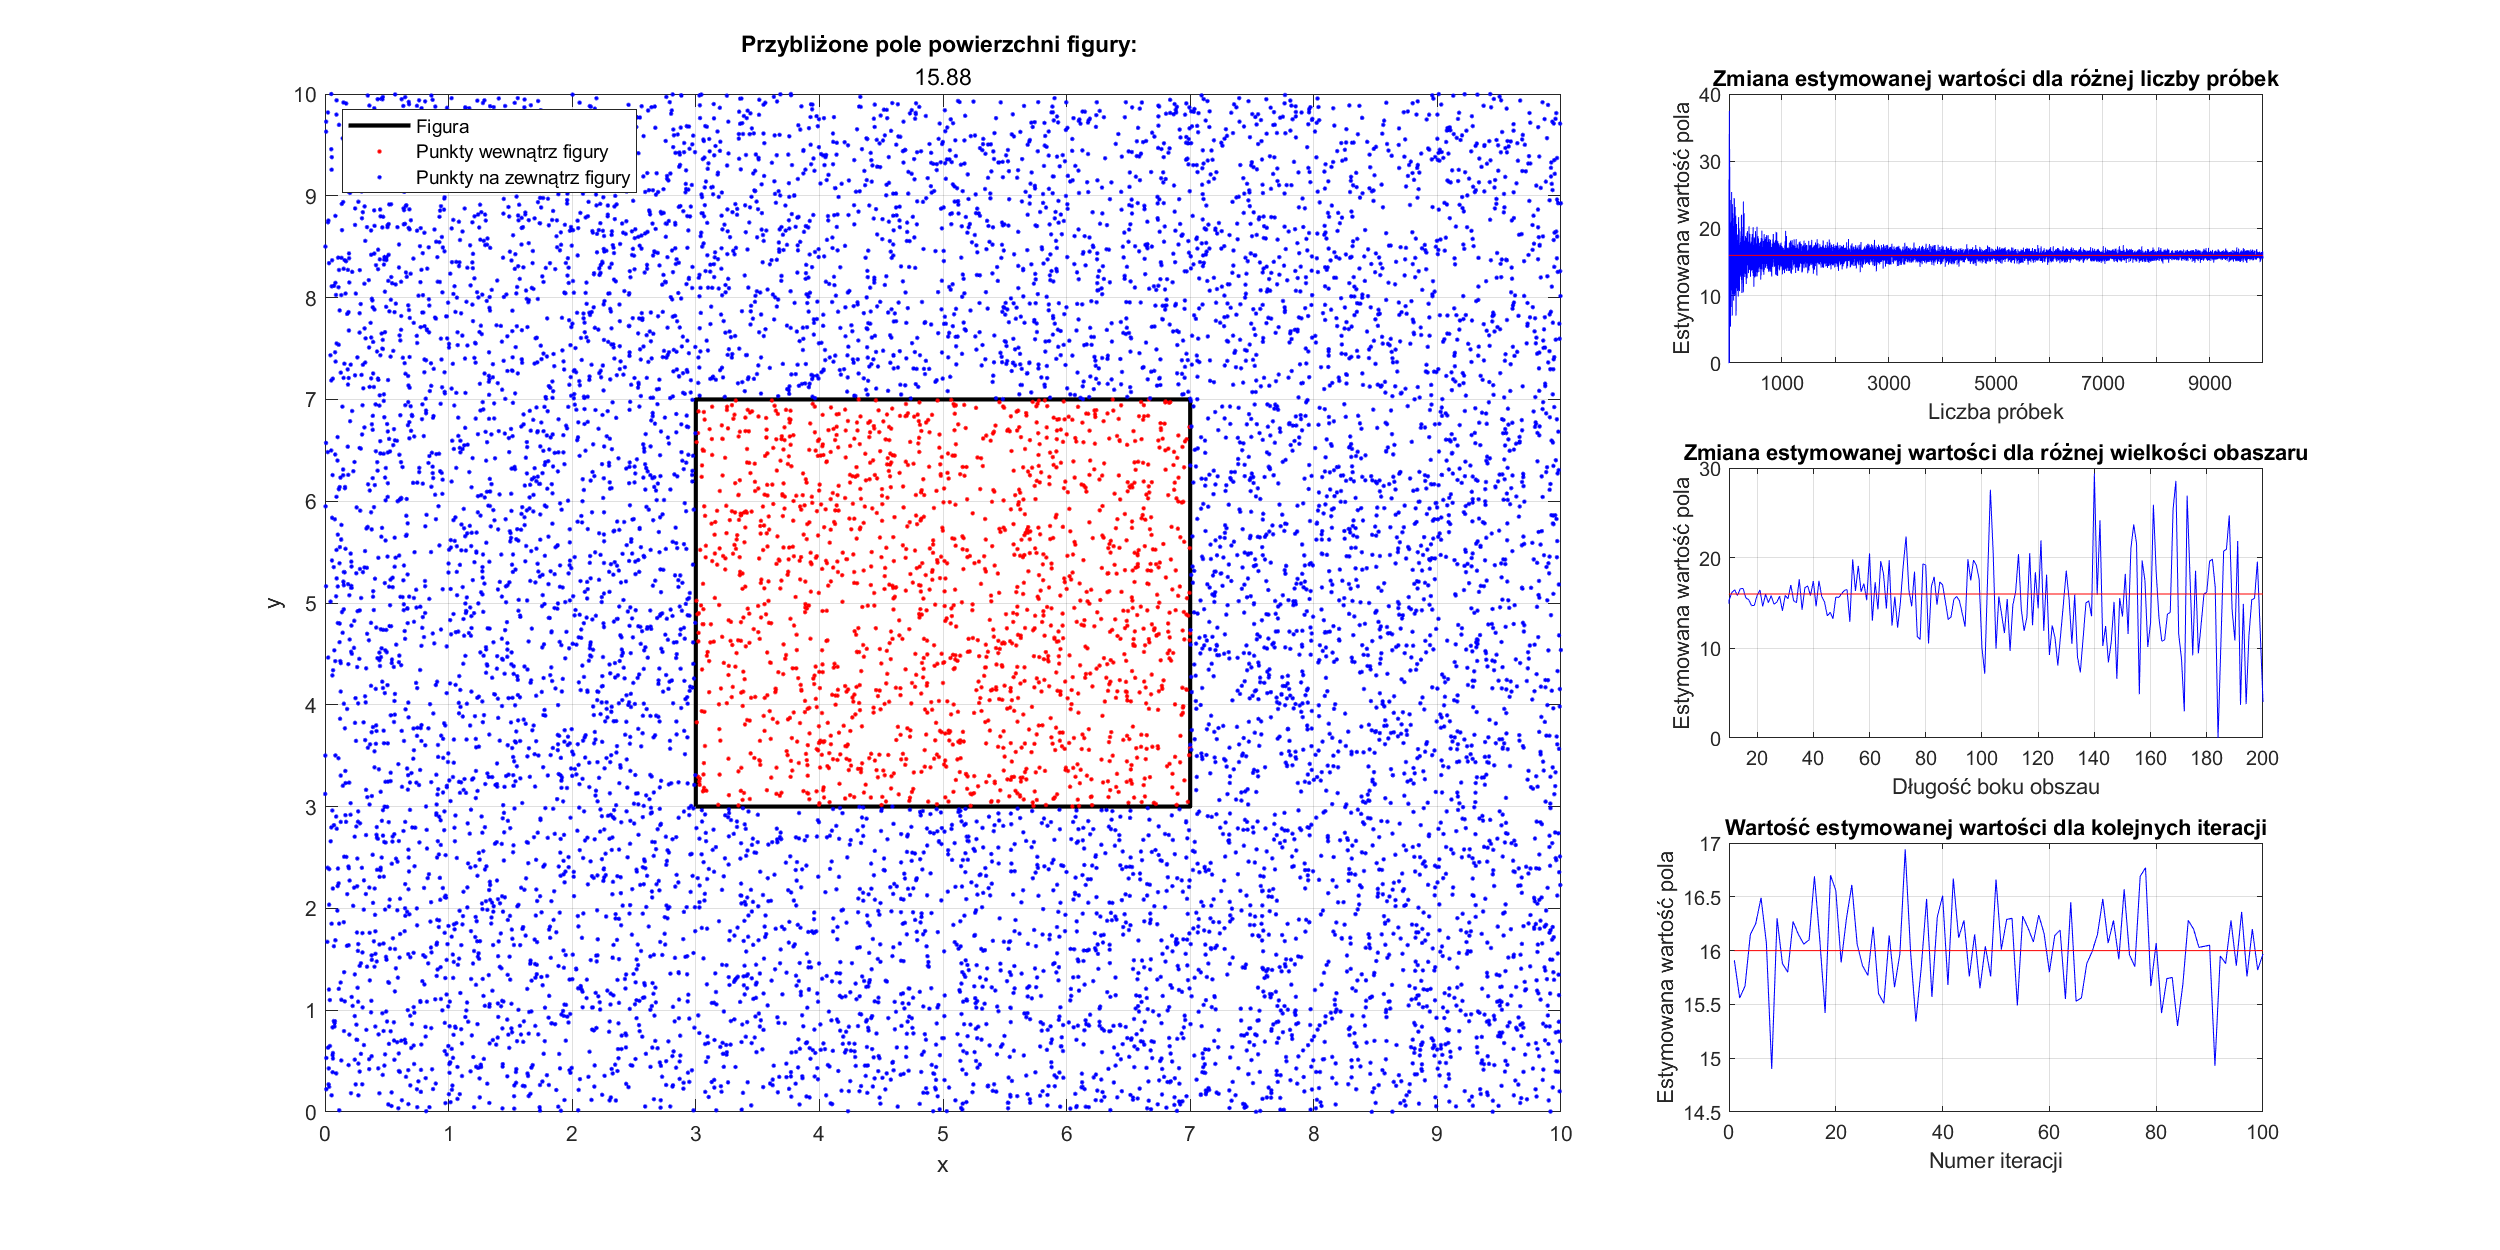 Przybliżone pole powierzchni figury:
15.88
10
9
8
7
6
5
4
3
2
1
0
y
Figura
Punkty wewnątrz figury
Punkty na zewnątrz figury
0 1 2 3 4 5 6 7 8 9 10
x
Zmiana estymowanej wartości dla różnej liczby próbek
Estymowana wartość pola
40
30
20
10
0
1000 3000 5000 7000 9000
Liczba próbek
Zmiana estymowanej wartości dla różnej wielkości obaszaru
Estymowana wartość pola
30
20
10
0
20 40 60 80 100 120 140 160 180 200
Długość boku obszau
Wartość estymowanej wartości dla kolejnych iteracji
Estymowana wartość pola
17
16.5
16
15.5
15
14.5
0 20 40 60 80 100
Numer iteracji